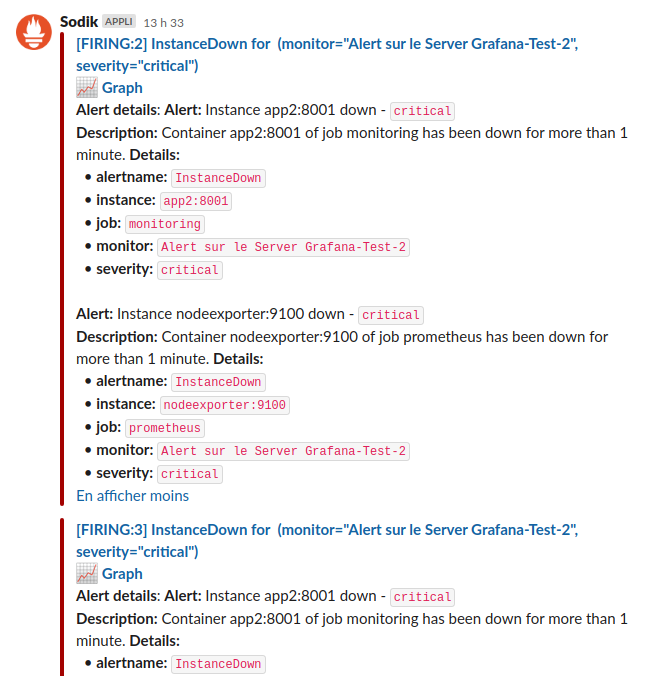 Sodik APPLI 13 h 33
[FIRING:2] InstanceDown for (monitor="Alert sur le Server Grafana-Test-2",
severity="critical")
Graph
Alert details: Alert: Instance app2:8001 down - critical
Description: Container app2:8001 of job monitoring has been down for more than 1
minute. Details:
• alertname: InstanceDown
• instance: app2:8001
• job: monitoring
• monitor: Alert sur le Server Grafana-Test-2
• severity: critical
Alert: Instance nodeexporter:9100 down - critical
Description: Container nodeexporter:9100 of job prometheus has been down for
more than 1 minute. Details:
• alertname: InstanceDown
• instance: nodeexporter:9100
• job: prometheus
• monitor: Alert sur le Server Grafana-Test-2
• severity: critical
En afficher moins
[FIRING:3] InstanceDown for (monitor="Alert sur le Server Grafana-Test-2",
severity="critical")
Graph
Alert details: Alert: Instance app2:8001 down - critical
Description: Container app2:8001 of job monitoring has been down for more than 1
minute. Details:
• alertname: InstanceDown